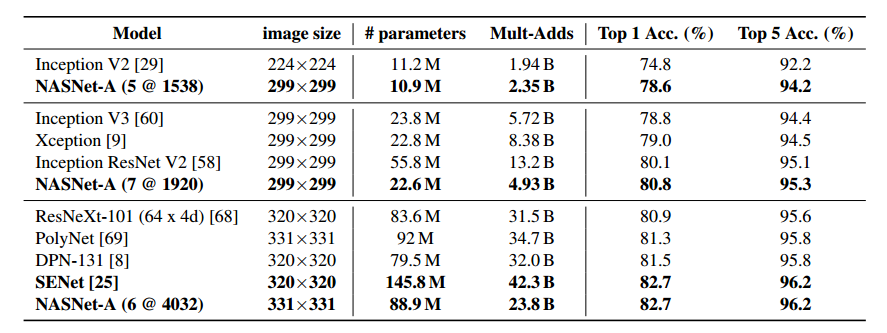 Model image size # parameters Mult-Adds Top 1 Acc. (%) Top 5 Acc. (%)
Inception V2 [29] 224×224 11.2 M 1.94 B 74.8 92.2
NASNet-A (5 @ 1538) 299×299 10.9 M 2.35 B 78.6 94.2
Inception V3 [60] 299×299 23.8 M 5.72 B 78.8 94.4
Xception [9] 299×299 22.8 M 8.38 B 79.0 94.5
Inception ResNet V2 [58] 299×299 55.8 M 13.2 B 80.1 95.1
NASNet-A (7 @ 1920) 299×299 22.6 M 4.93 B 80.8 95.3
ResNeXt-101 (64 x 4d) [68] 320×320 83.6 M 31.5 B 80.9 95.6
PolyNet [69] 331×331 92 M 34.7 B 81.3 95.8
DPN-131 [8] 320×320 79.5 M 32.0 B 81.5 95.8
SENet [25] 320×320 145.8 M 42.3 B 82.7 96.2
NASNet-A (6 @ 4032) 331×331 88.9 M 23.8 B 82.7 96.2